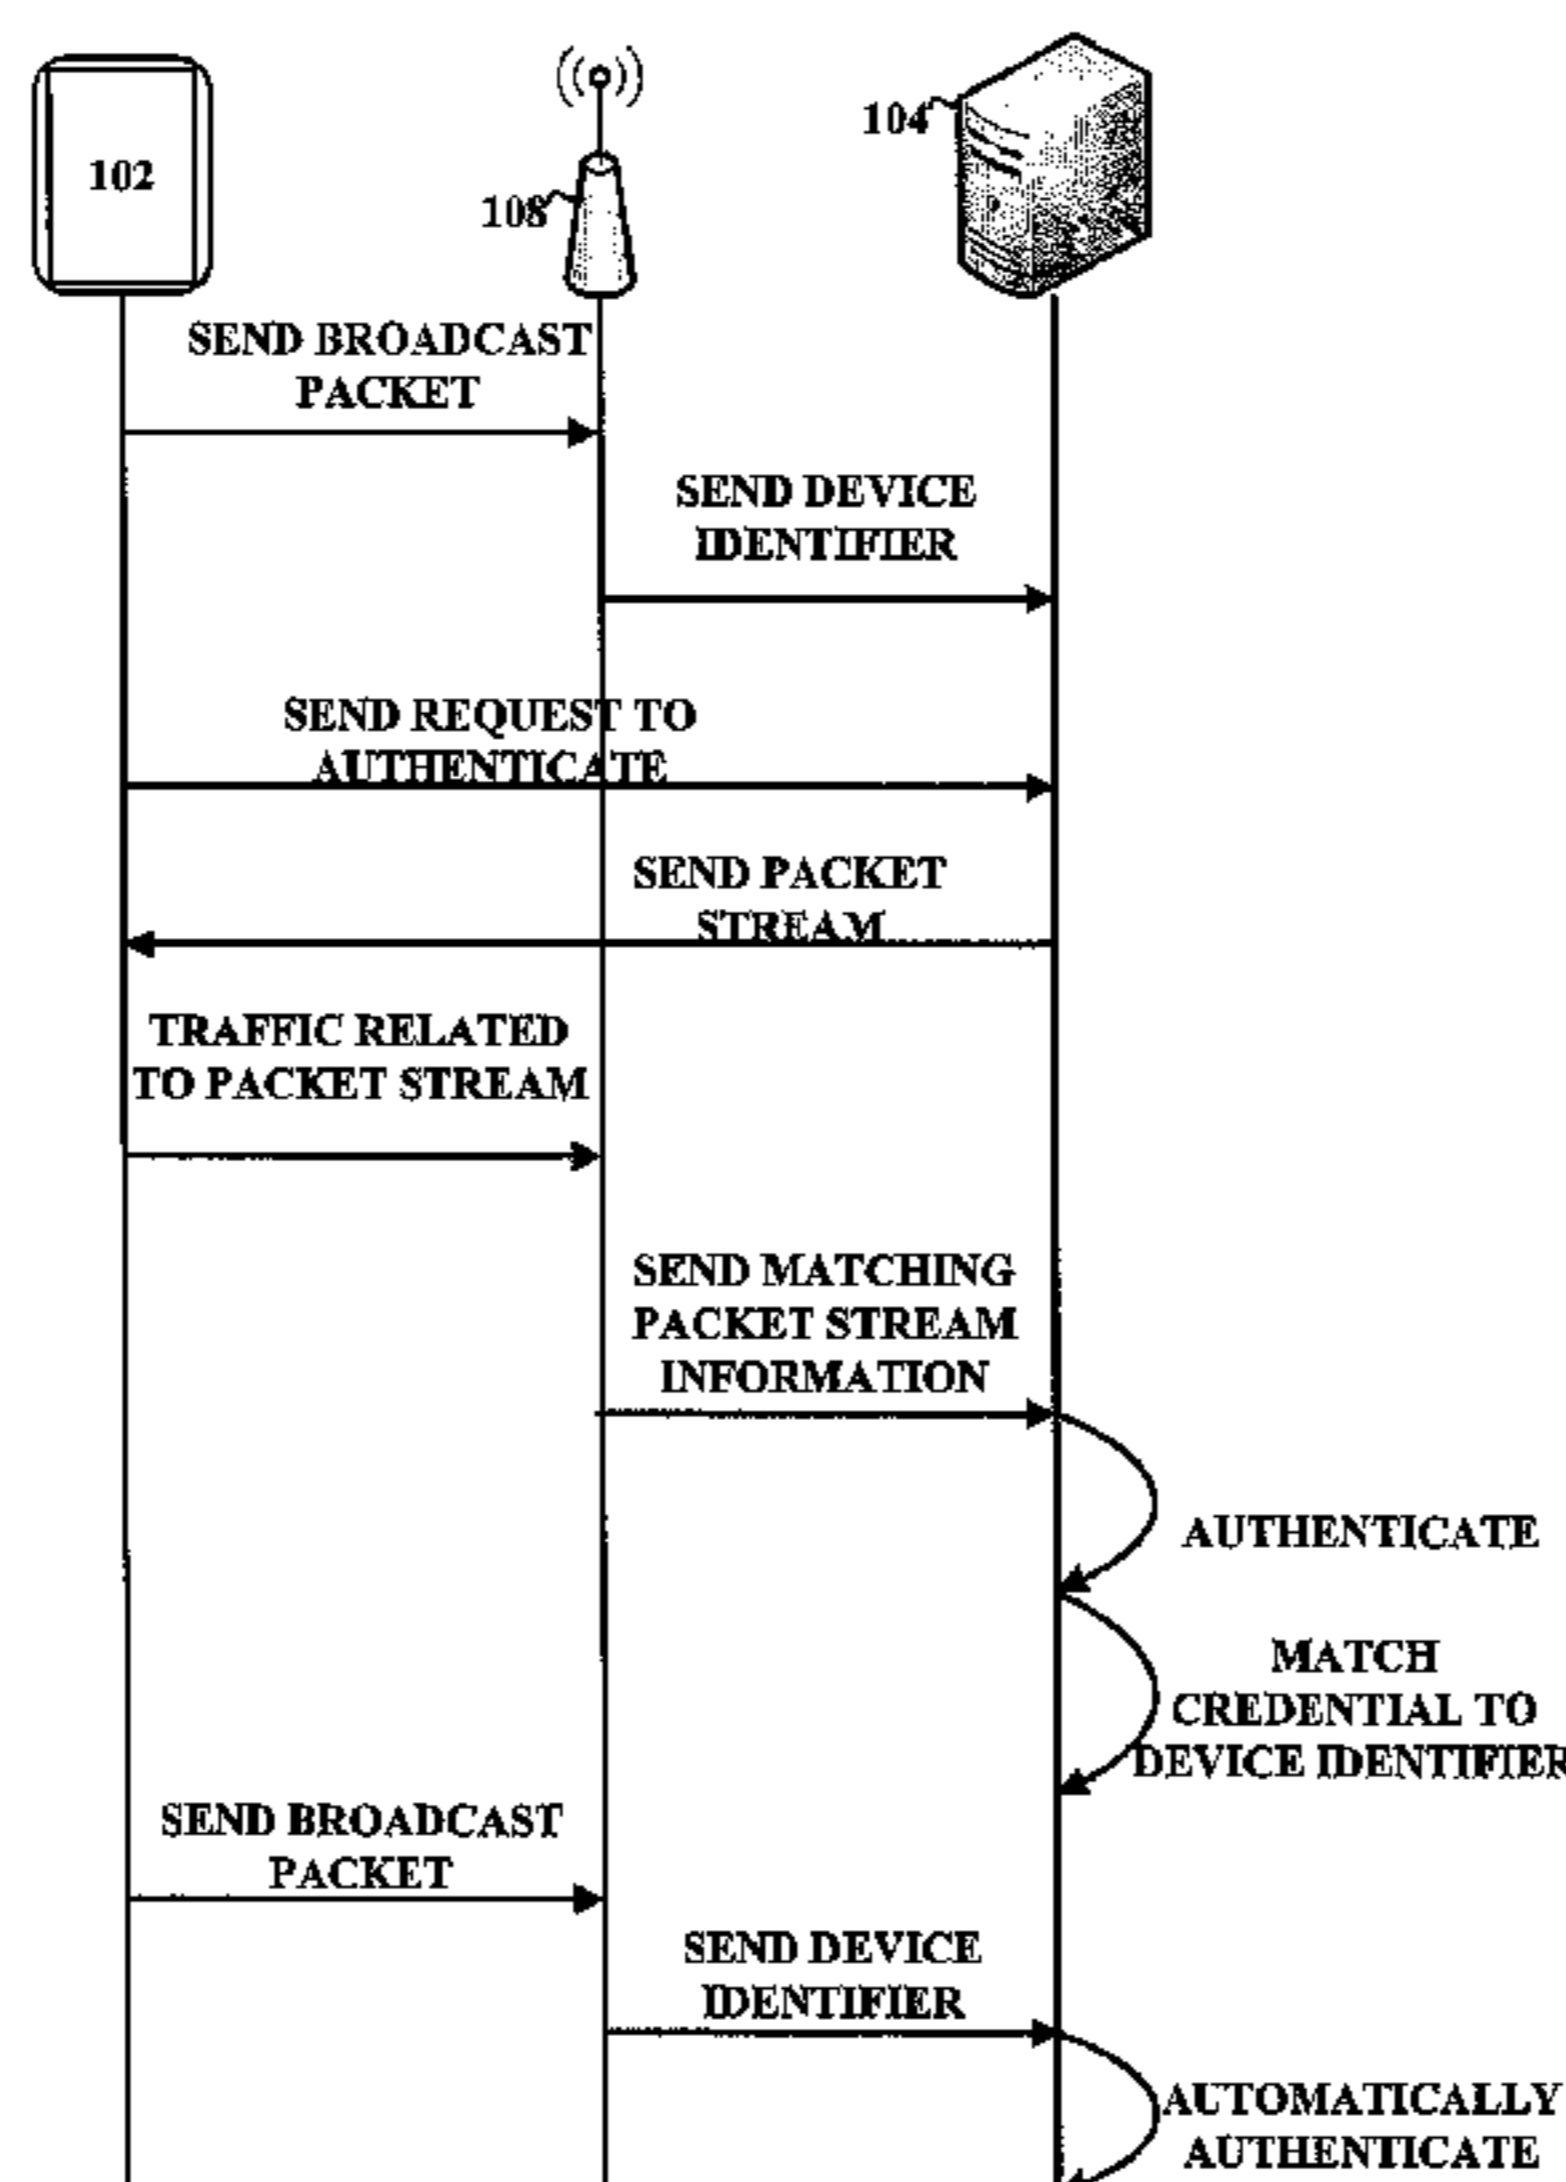 102
108
104
SEND BROADCAST
PACKET
SEND DEVICE
IDENTIFIER
SEND REQUEST TO
AUTHENTICATE
SEND PACKET
STREAM
TRAFFIC RELATED
TO PACKET STREAM
SEND MATCHING
PACKET STREAM
INFORMATION
AUTHENTICATE
MATCH
CREDENTIAL TO
DEVICE IDENTIFIER
SEND BROADCAST
PACKET
SEND DEVICE
IDENTIFIER
AUTOMATICALLY
AUTHENTICATE